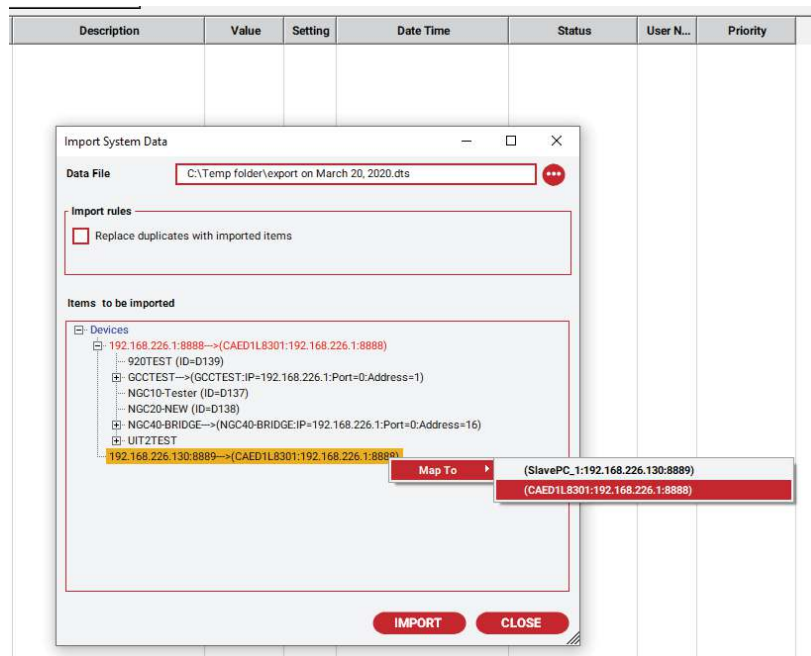 Description Value Setting Date Time Status User N... Priority
Import System Data
Data File C:\Temp folder\export on March 20, 2020.dts
Import rules
Replace duplicates with imported items
Items to be imported
Devices
192.168.226.1:8888--->(CAED1L8301:192.168.226.1:8888)
920TEST (ID=D139)
GCCTEST--->(GCCTEST:IP=192.168.226.1:Port=0:Address=1)
NGC10-Tester (ID=D137)
NGC20-NEW (ID=D138)
NGC40-BRIDGE--->(NGC40-BRIDGE:IP=192.168.226.1:Port=0:Address=16)
UIT2TEST
192.168.226.130:8889--->(CAED1L8301:192.168.226.1:8888)
Map To (SlavePC_1:192.168.226.130:8889)
(CAED1L8301:192.168.226.1:8888)
IMPORT CLOSE